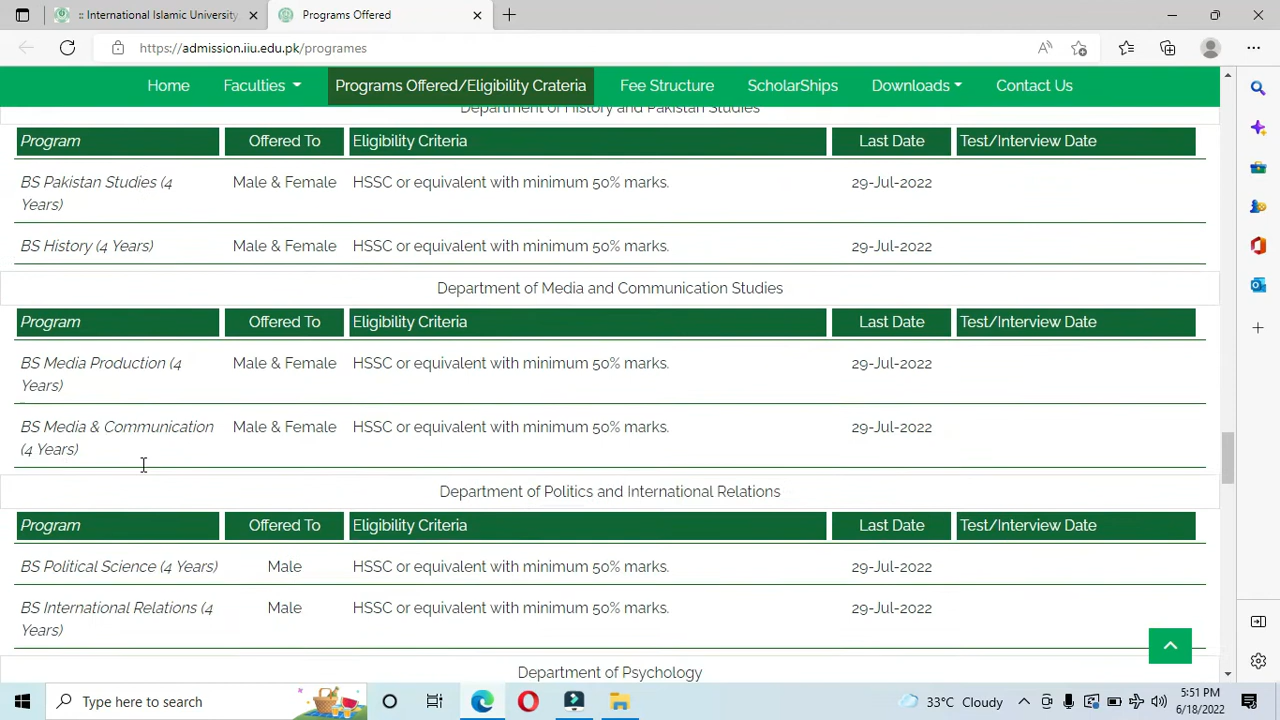 International Islamic University
Programs Offered
https://admission.iiu.edu.pk/programes
Home
Faculties
Programs Offered/Eligibility Crateria
Fee Structure
ScholarShips
Downloads
Contact Us
Department of History and Pakistan Studies
Program
Offered To
Eligibility Criteria
Last Date
Test/Interview Date
BS Pakistan Studies (4
Years)
Male & Female
HSSC or equivalent with minimum 50% marks.
29-Jul-2022
BS History (4 Years)
Male & Female
HSSC or equivalent with minimum 50% marks.
29-Jul-2022
Department of Media and Communication Studies
Program
Offered To
Eligibility Criteria
Last Date
Test/Interview Date
BS Media Production (4
Years)
Male & Female
HSSC or equivalent with minimum 50% marks.
29-Jul-2022
BS Media & Communication
(4 Years)
Male & Female
HSSC or equivalent with minimum 50% marks.
29-Jul-2022
Department of Politics and International Relations
Program
Offered To
Eligibility Criteria
Last Date
Test/Interview Date
BS Political Science (4 Years)
Male
HSSC or equivalent with minimum 50% marks.
29-Jul-2022
BS International Relations (4
Years)
Male
HSSC or equivalent with minimum 50% marks.
29-Jul-2022
Department of Psychology
Type here to search
33°C Cloudy
5:51 PM
6/18/2022